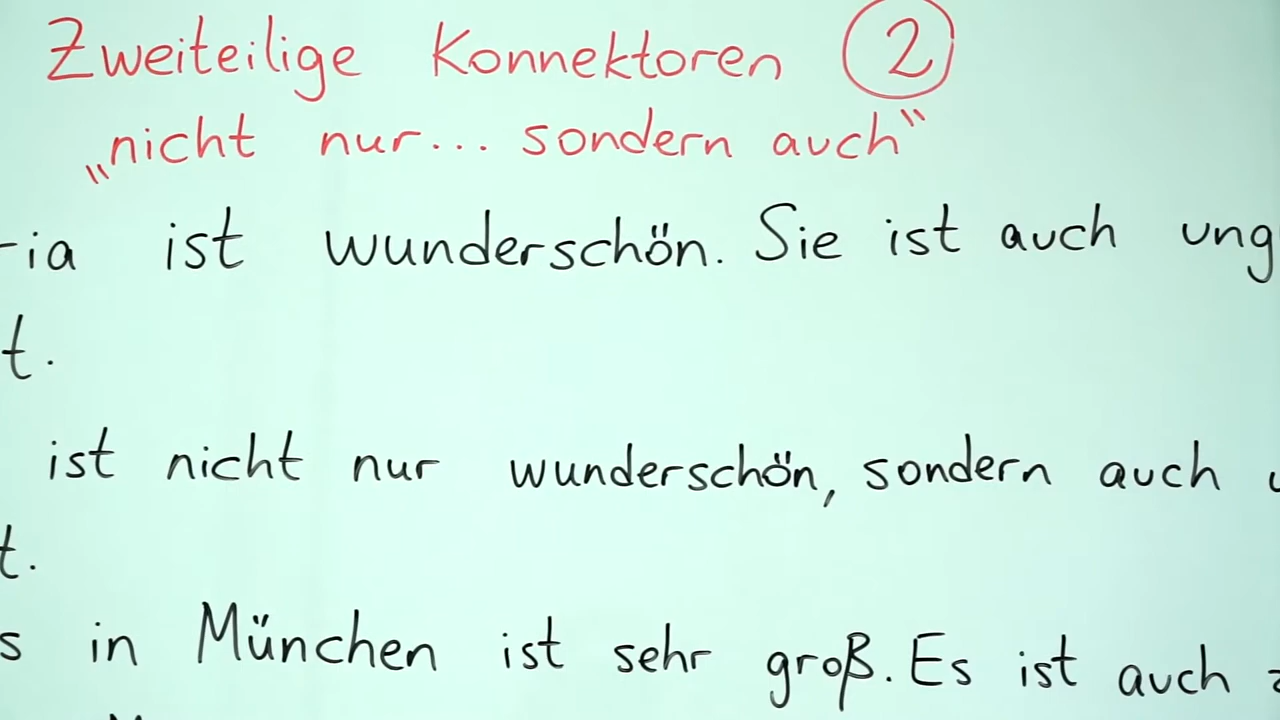 Zweiteilige Konnektoren 2
„nicht nur... sondern auch“
ia ist wunderschön. Sie ist auch ung
t.
ist nicht nur wunderschön, sondern auch
t.
s in München ist sehr groß. Es ist auch